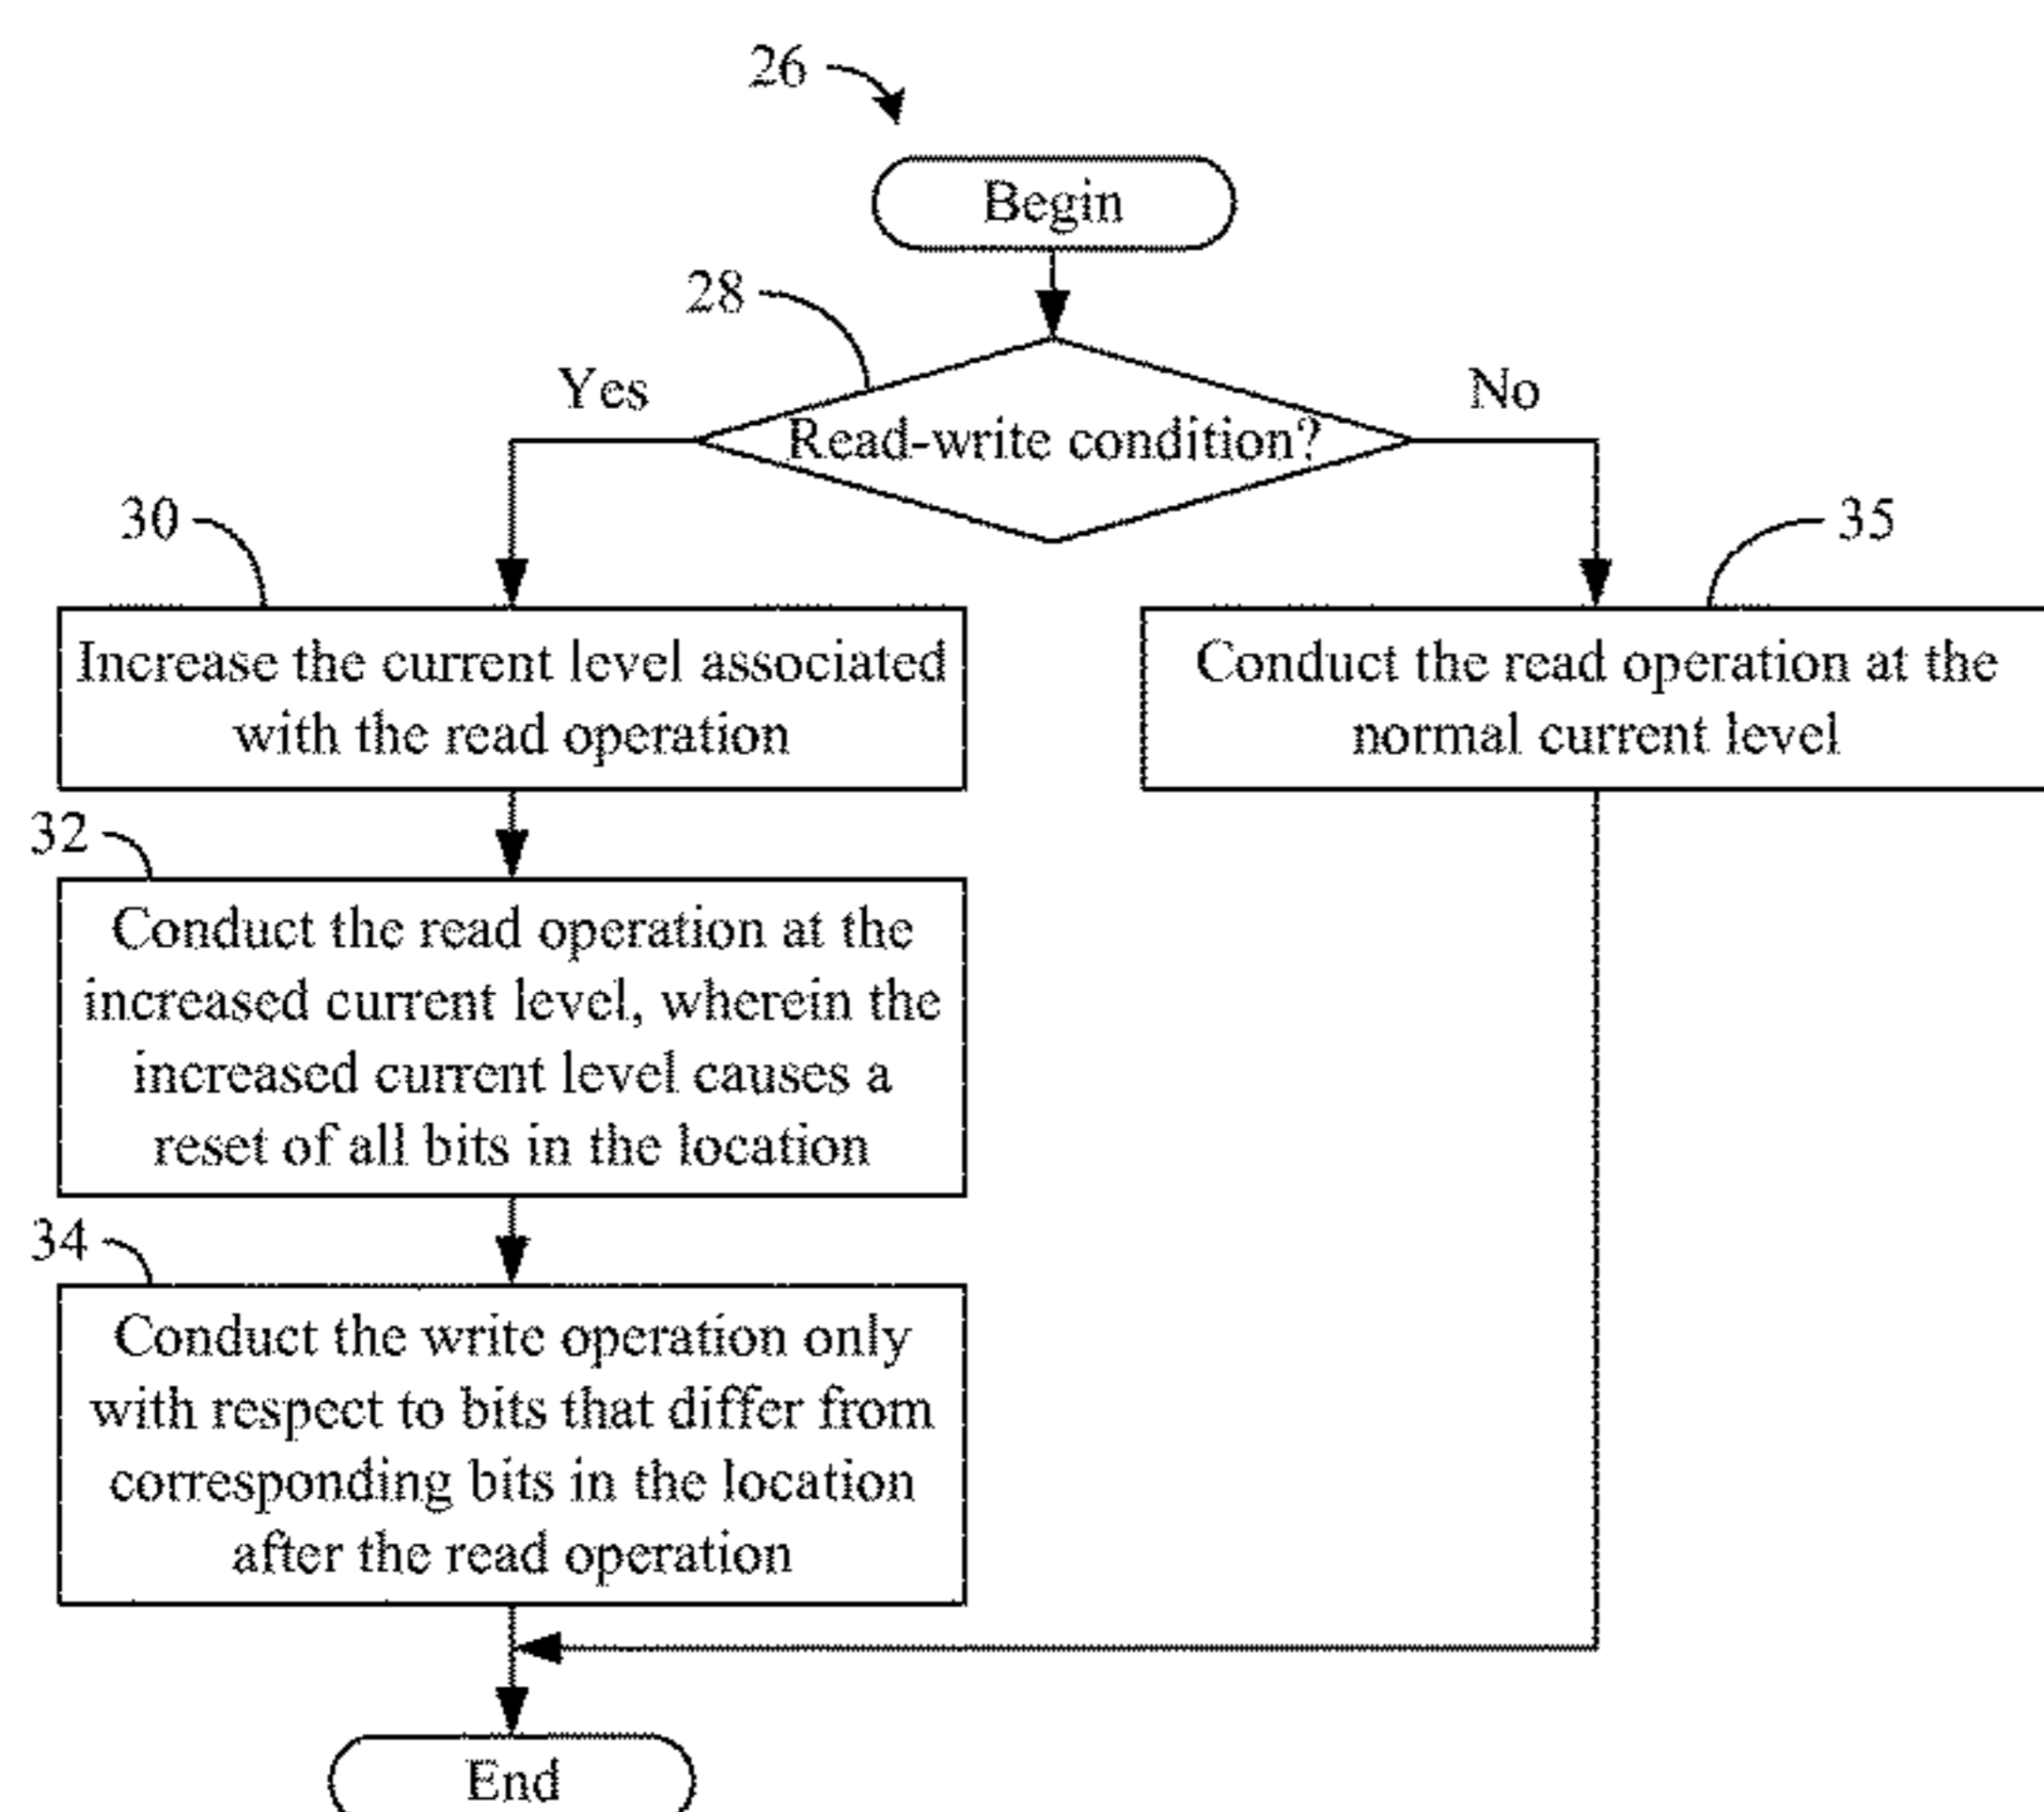 26
Begin
28
Yes
No
Read-write condition?
30
35
Increase the current level associated
with the read operation
Conduct the read operation at the
normal current level
32
Conduct the read operation at the
increased current level, wherein the
increased current level causes a
reset of all bits in the location
34
Conduct the write operation only
with respect to bits that differ from
corresponding bits in the location
after the read operation
End